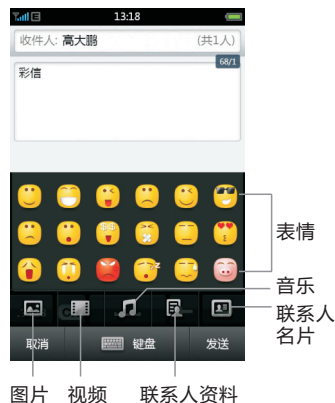 13:18
收件人: 高大鹏 (共1人)
68/1
彩信
表情
音乐
联系人
名片
取消 键盘 发送
图片 视频 联系人资料